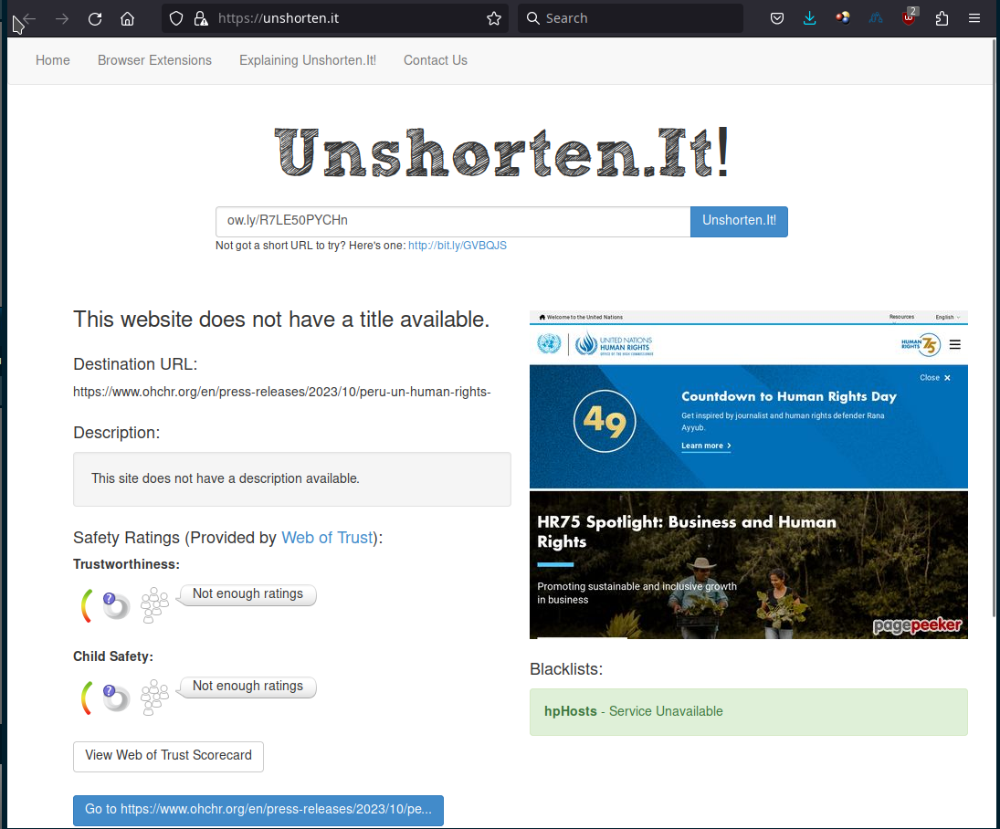 https://unshorten.it
Search
2
Home Browser Extensions Explaining Unshorten.It! Contact Us
Unshorten.It!
ow.ly/R7LE50PYCHn Unshorten.It!
Not got a short URL to try? Here's one: http://bit.ly/GVBQJS
This website does not have a title available.
Destination URL:
https://www.ohchr.org/en/press-releases/2023/10/peru-un-human-rights-
Description:
This site does not have a description available.
Safety Ratings (Provided by Web of Trust):
Trustworthiness:
? Not enough ratings
Child Safety:
? Not enough ratings
View Web of Trust Scorecard
Go to https://www.ohchr.org/en/press-releases/2023/10/pe...
Welcome to the United Nations Resources English
UNITED NATIONS
HUMAN RIGHTS
OFFICE OF THE HIGH COMMISSIONER
HUMAN
RIGHTS
75
Close ×
49
Countdown to Human Rights Day
Get inspired by journalist and human rights defender Rana
Ayyub.
Learn more
HR75 Spotlight: Business and Human
Rights
Promoting sustainable and inclusive growth
in business
pagepeeker
Blacklists:
hpHosts - Service Unavailable